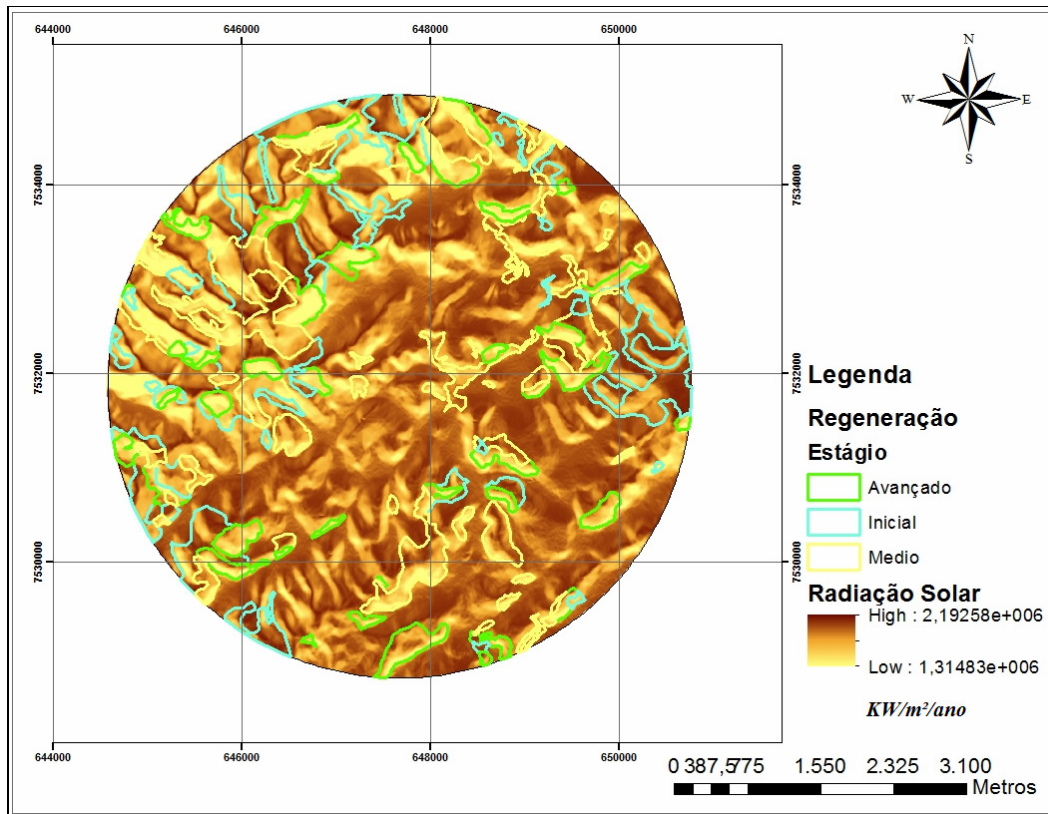 644000 646000 648000 650000
N
W E
S
7534000 7534000
7532000 7532000
7530000 7530000
Legenda
Regeneração
Estágio
Avançado
Inicial
Medio
Radiação Solar
High : 2,19258e+006
Low : 1,31483e+006
KW/m²/ano
644000 646000 648000 650000
0 387,5 775 1.550 2.325 3.100
Metros